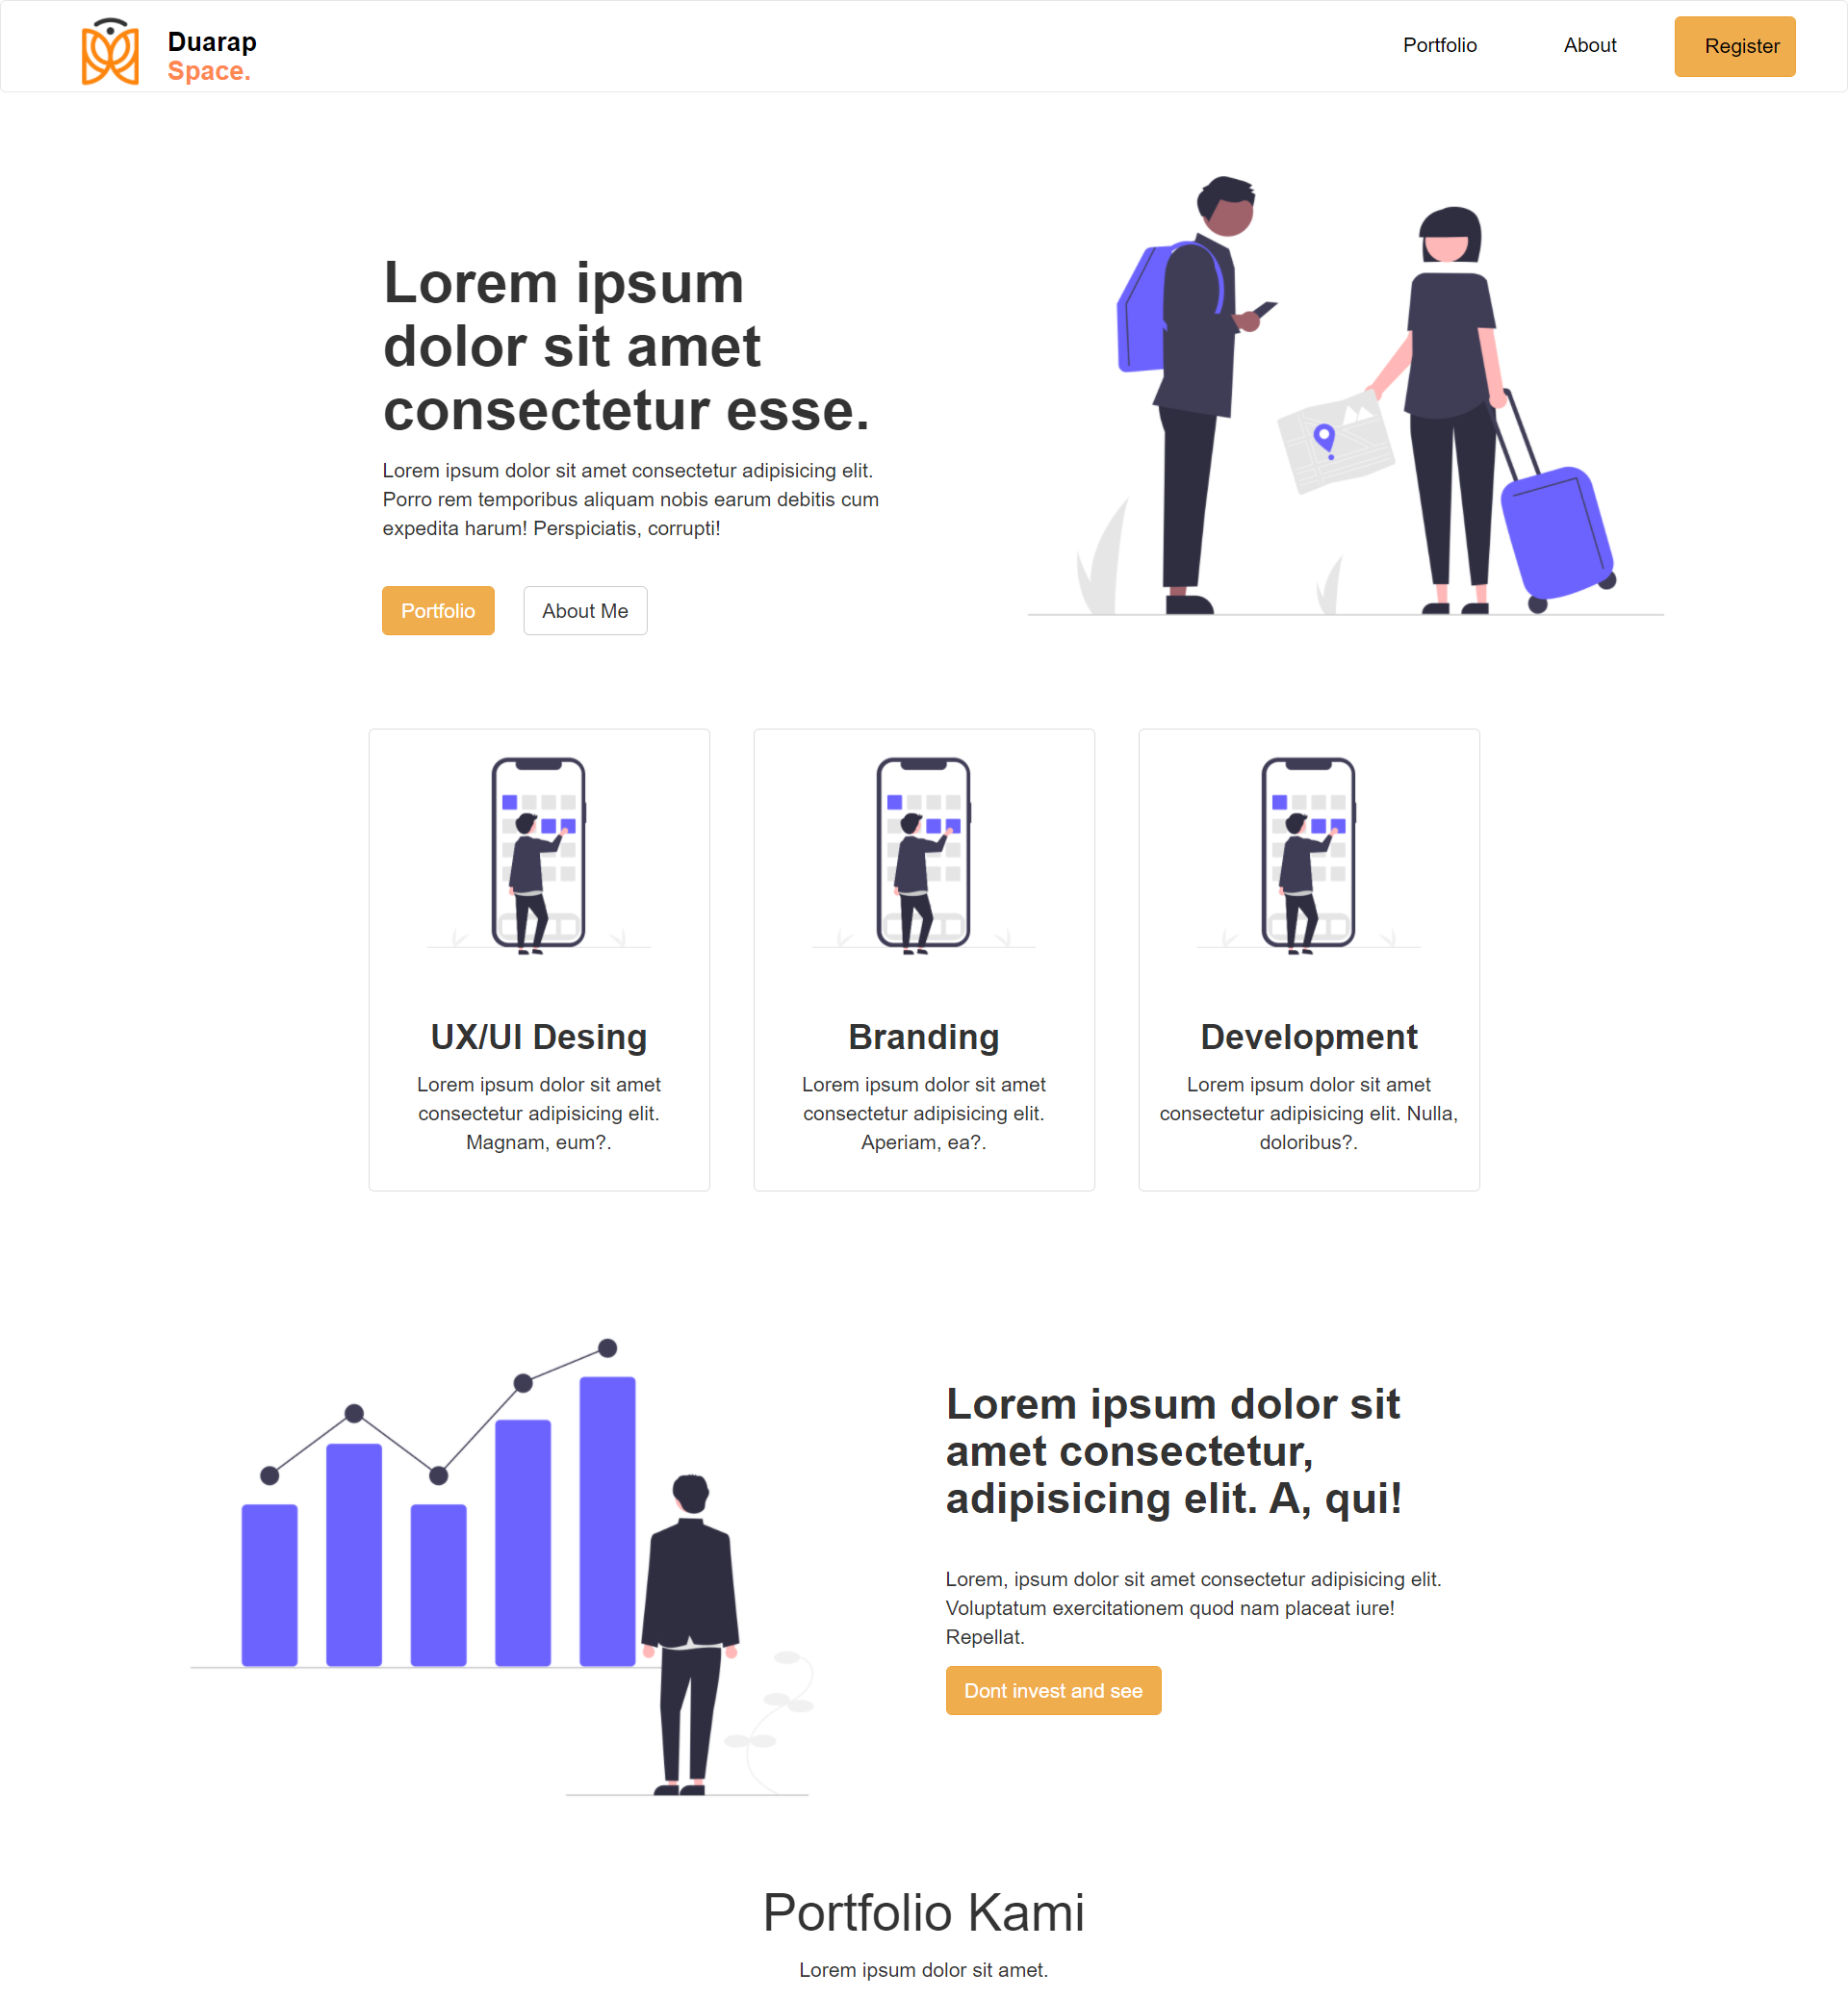 Duarap
Space.
Portfolio
About
Register
Lorem ipsum
dolor sit amet
consectetur esse.
Lorem ipsum dolor sit amet consectetur adipisicing elit.
Porro rem temporibus aliquam nobis earum debitis cum
expedita harum! Perspiciatis, corrupti!
Portfolio
About Me
UX/UI Desing
Lorem ipsum dolor sit amet
consectetur adipisicing elit.
Magnam, eum?.
Branding
Lorem ipsum dolor sit amet
consectetur adipisicing elit.
Aperiam, ea?.
Development
Lorem ipsum dolor sit amet
consectetur adipisicing elit. Nulla,
doloribus?.
Lorem ipsum dolor sit
amet consectetur,
adipisicing elit. A, qui!
Lorem, ipsum dolor sit amet consectetur adipisicing elit.
Voluptatum exercitationem quod nam placeat iure!
Repellat.
Dont invest and see
Portfolio Kami
Lorem ipsum dolor sit amet.